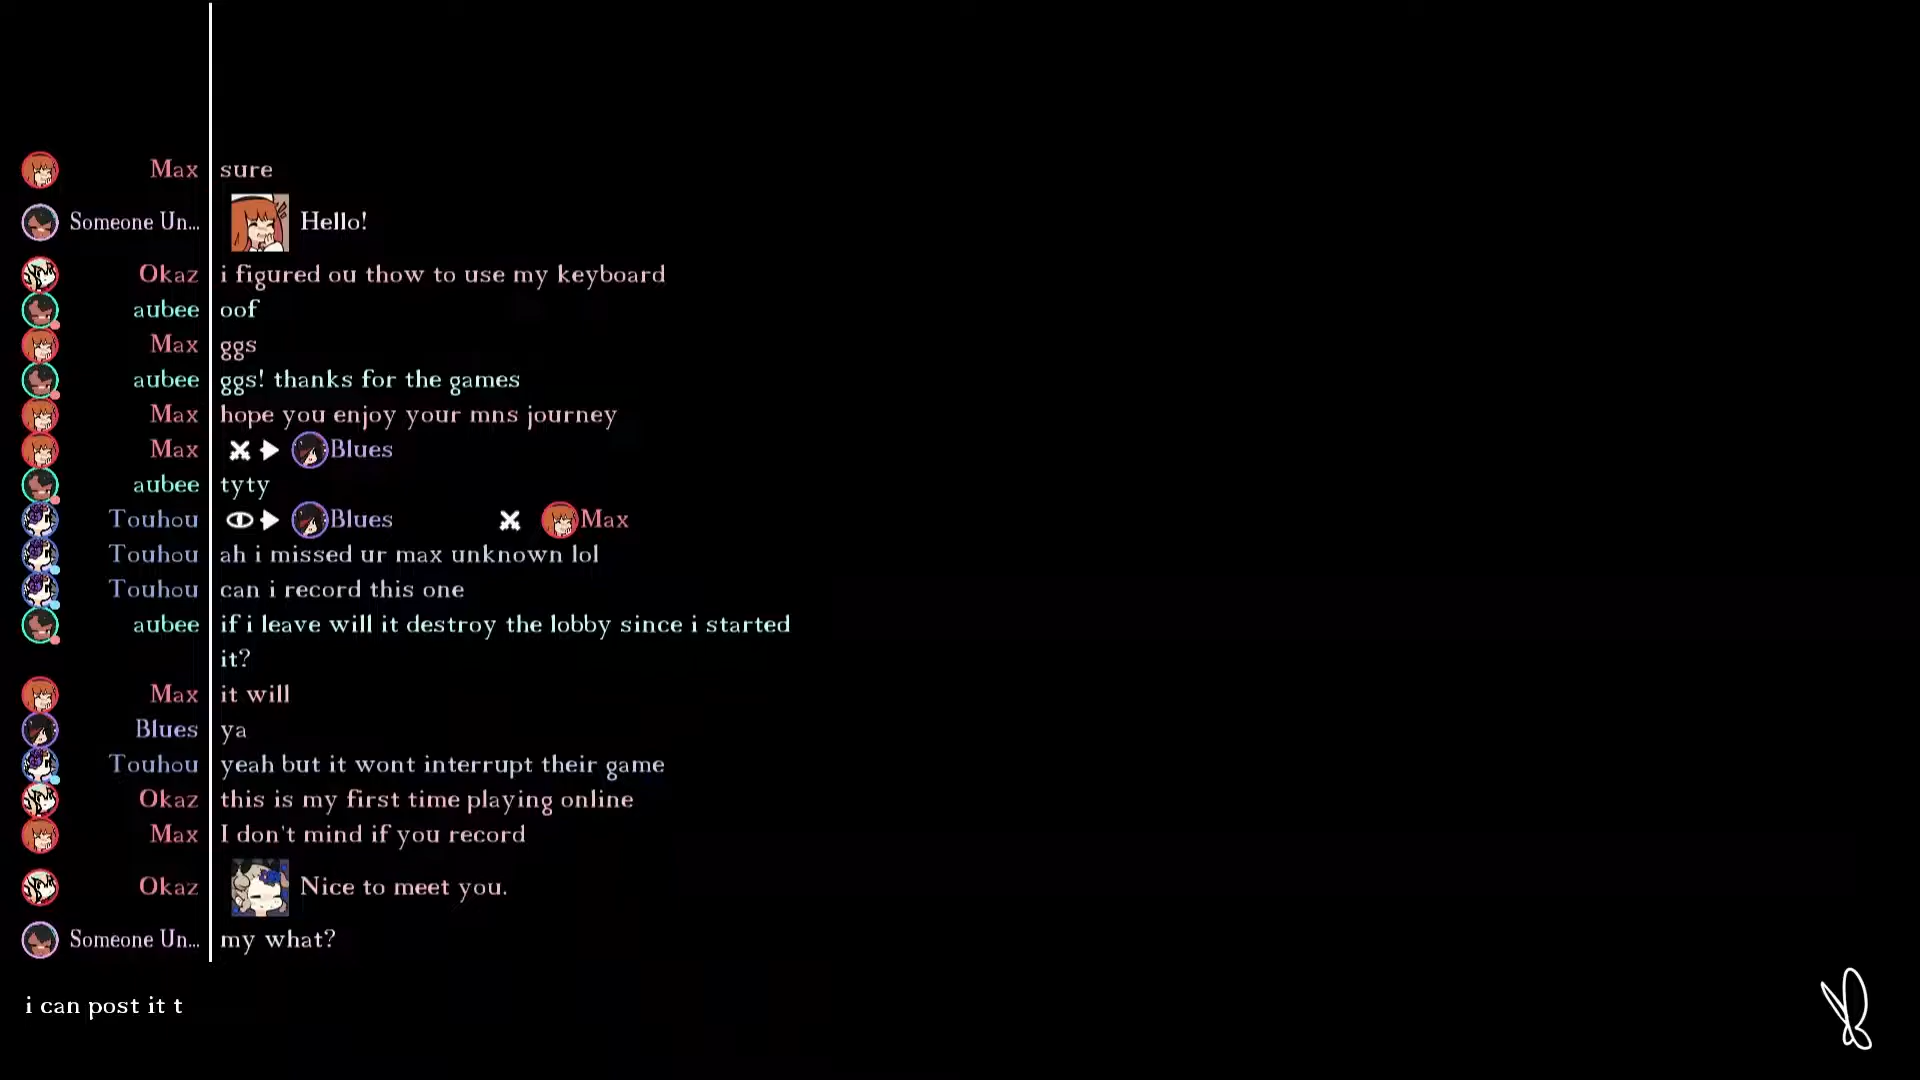 Max sure
Someone Un... Hello!
Okaz i figured ou thow to use my keyboard
aubee oof
Max ggs
aubee ggs! thanks for the games
Max hope you enjoy your mns journey
Max Blues
aubee tyty
Touhou Blues Max
Touhou ah i missed ur max unknown lol
Touhou can i record this one
aubee if i leave will it destroy the lobby since i started
it?
Max it will
Blues ya
Touhou yeah but it wont interrupt their game
Okaz this is my first time playing online
Max I don't mind if you record
Okaz Nice to meet you.
Someone Un... my what?
i can post it t